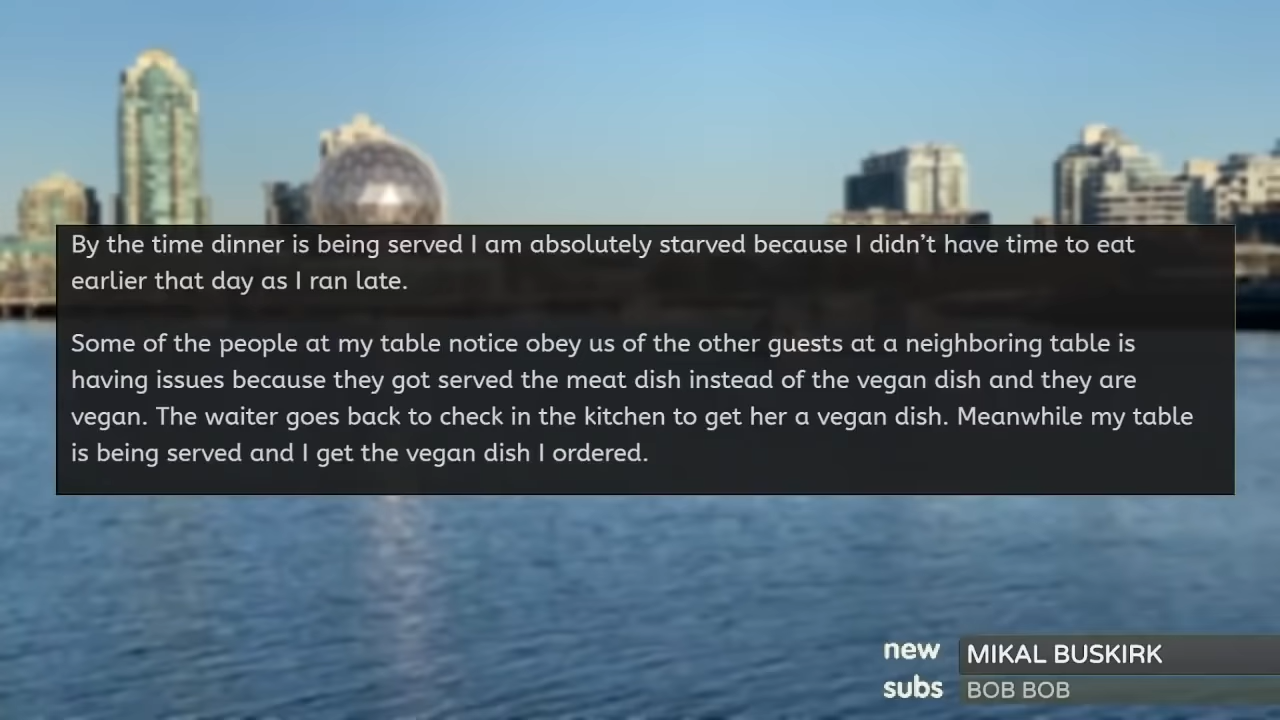 By the time dinner is being served I am absolutely starved because I didn’t have time to eat
earlier that day as I ran late.
Some of the people at my table notice obey us of the other guests at a neighboring table is
having issues because they got served the meat dish instead of the vegan dish and they are
vegan. The waiter goes back to check in the kitchen to get her a vegan dish. Meanwhile my table
is being served and I get the vegan dish I ordered.
new MIKAL BUSKIRK
subs BOB BOB